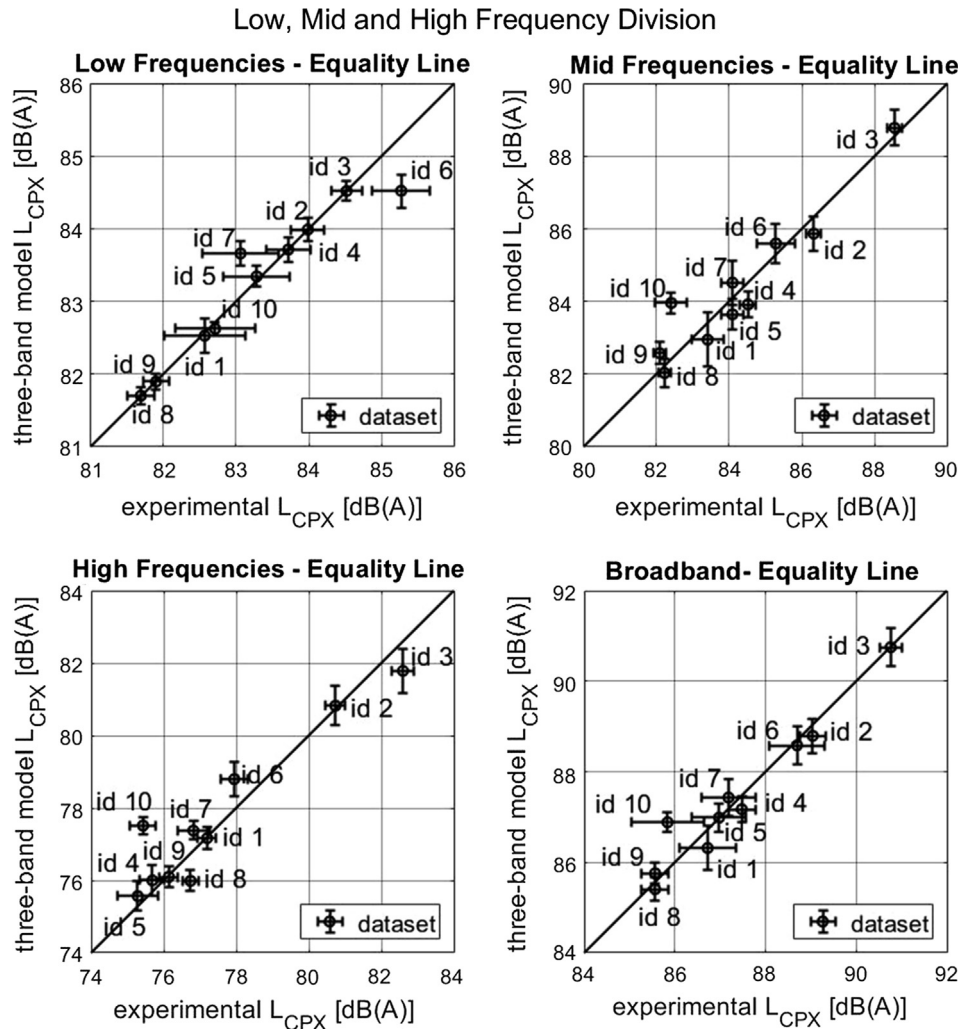 Low, Mid and High Frequency Division
Low Frequencies - Equality Line
three-band model L_CPX [dB(A)]
86
85
84
83
82
81
id 3
id 6
id 2
id 7
id 4
id 5
id 10
id 1
id 9
id 8
dataset
81
82
83
84
85
86
experimental L_CPX [dB(A)]
Mid Frequencies - Equality Line
three-band model L_CPX [dB(A)]
90
88
86
84
82
80
id 3
id 6
id 2
id 7
id 10
id 4
id 5
id 9
id 1
id 8
dataset
80
82
84
86
88
90
experimental L_CPX [dB(A)]
High Frequencies - Equality Line
three-band model L_CPX [dB(A)]
84
82
80
78
76
74
id 3
id 2
id 6
id 10
id 7
id 1
id 4
id 9
id 8
id 5
74
76
78
80
82
84
experimental L_CPX [dB(A)]
Broadband- Equality Line
three-band model L_CPX [dB(A)]
92
90
88
86
84
id 3
id 6
id 2
id 7
id 10
id 4
id 5
id 9
id 1
id 8
dataset
84
86
88
90
92
experimental L_CPX [dB(A)]